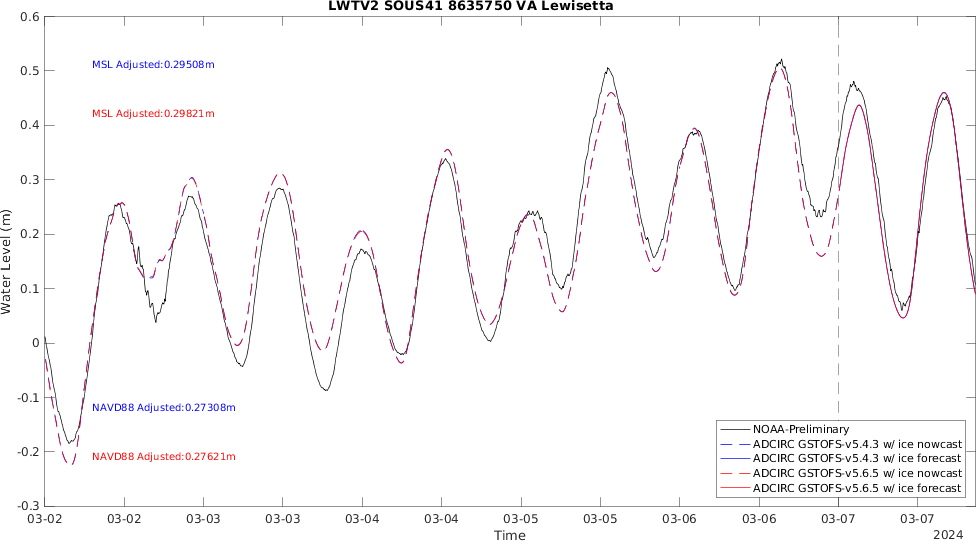 LWTV2 SOUS41 8635750 VA Lewisetta
0.6
0.5
0.4
0.3
0.2
0.1
0
-0.1
-0.2
-0.3
Water Level (m)
MSL Adjusted:0.29508m
MSL Adjusted:0.29821m
NAVD88 Adjusted:0.27308m
NAVD88 Adjusted:0.27621m
NOAA-Preliminary
ADCIRC GSTOFS-v5.4.3 w/ ice nowcast
ADCIRC GSTOFS-v5.4.3 w/ ice forecast
ADCIRC GSTOFS-v5.6.5 w/ ice nowcast
ADCIRC GSTOFS-v5.6.5 w/ ice forecast
03-02 03-02 03-03 03-03 03-04 03-04 03-05 03-05 03-06 03-06 03-07 03-07
Time
2024